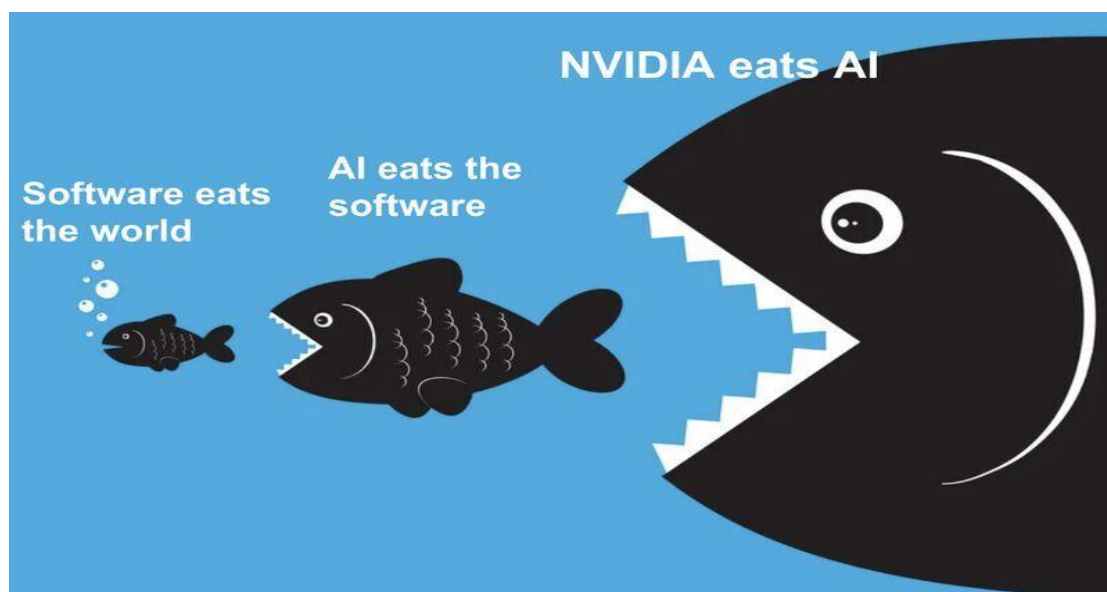 Software eats
the world
AI eats the
software
NVIDIA eats AI